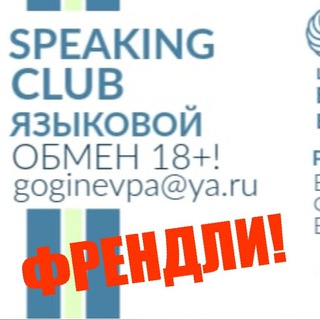 SPEAKING
CLUB
ЯЗЫКОВОЙ
ОБМЕН 18+!
goginevpa@ya.ru
ФРЕНДЛИ!